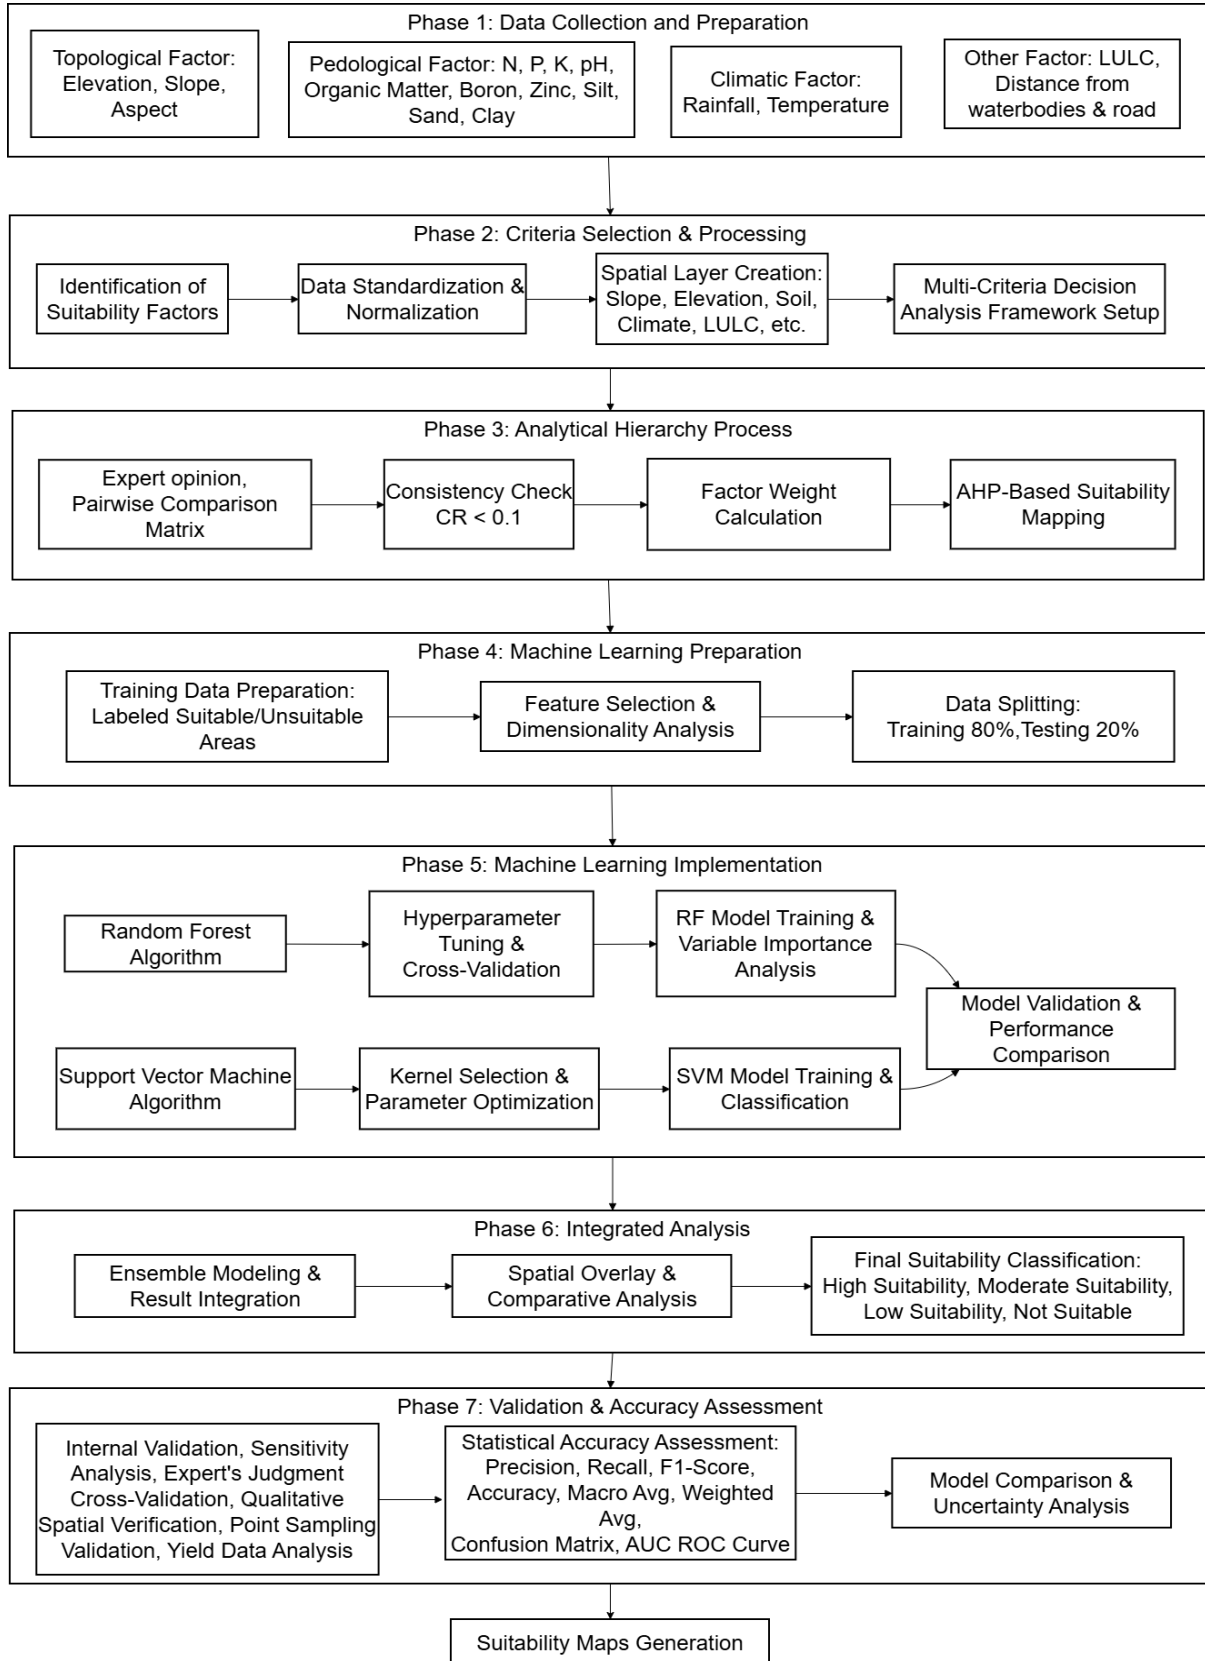 Phase 1: Data Collection and Preparation
Topological Factor:
Elevation, Slope,
Aspect
Pedological Factor: N, P, K, pH,
Organic Matter, Boron, Zinc, Silt,
Sand, Clay
Climatic Factor:
Rainfall, Temperature
Other Factor: LULC,
Distance from
waterbodies & road
Phase 2: Criteria Selection & Processing
Identification of
Suitability Factors
Data Standardization &
Normalization
Spatial Layer Creation:
Slope, Elevation, Soil,
Climate, LULC, etc.
Multi-Criteria Decision
Analysis Framework Setup
Phase 3: Analytical Hierarchy Process
Expert opinion,
Pairwise Comparison
Matrix
Consistency Check
CR < 0.1
Factor Weight
Calculation
AHP-Based Suitability
Mapping
Phase 4: Machine Learning Preparation
Training Data Preparation:
Labeled Suitable/Unsuitable
Areas
Feature Selection &
Dimensionality Analysis
Data Splitting:
Training 80%,Testing 20%
Phase 5: Machine Learning Implementation
Random Forest
Algorithm
Hyperparameter
Tuning &
Cross-Validation
RF Model Training &
Variable Importance
Analysis
Support Vector Machine
Algorithm
Kernel Selection &
Parameter Optimization
SVM Model Training &
Classification
Model Validation &
Performance
Comparison
Phase 6: Integrated Analysis
Ensemble Modeling &
Result Integration
Spatial Overlay &
Comparative Analysis
Final Suitability Classification:
High Suitability, Moderate Suitability,
Low Suitability, Not Suitable
Phase 7: Validation & Accuracy Assessment
Internal Validation, Sensitivity
Analysis, Expert's Judgment
Cross-Validation, Qualitative
Spatial Verification, Point Sampling
Validation, Yield Data Analysis
Statistical Accuracy Assessment:
Precision, Recall, F1-Score,
Accuracy, Macro Avg, Weighted
Avg,
Confusion Matrix, AUC ROC Curve
Model Comparison &
Uncertainty Analysis
Suitability Maps Generation